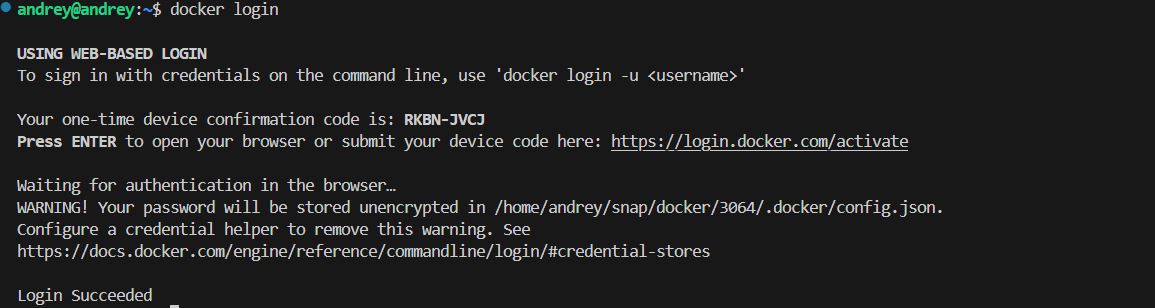 andrey@andrey:~$ docker login
USING WEB-BASED LOGIN
To sign in with credentials on the command line, use 'docker login -u <username>'
Your one-time device confirmation code is: RKBN-JVCJ
Press ENTER to open your browser or submit your device code here: https://login.docker.com/activate
Waiting for authentication in the browser…
WARNING! Your password will be stored unencrypted in /home/andrey/snap/docker/3064/.docker/config.json.
Configure a credential helper to remove this warning. See
https://docs.docker.com/engine/reference/commandline/login/#credential-stores
Login Succeeded